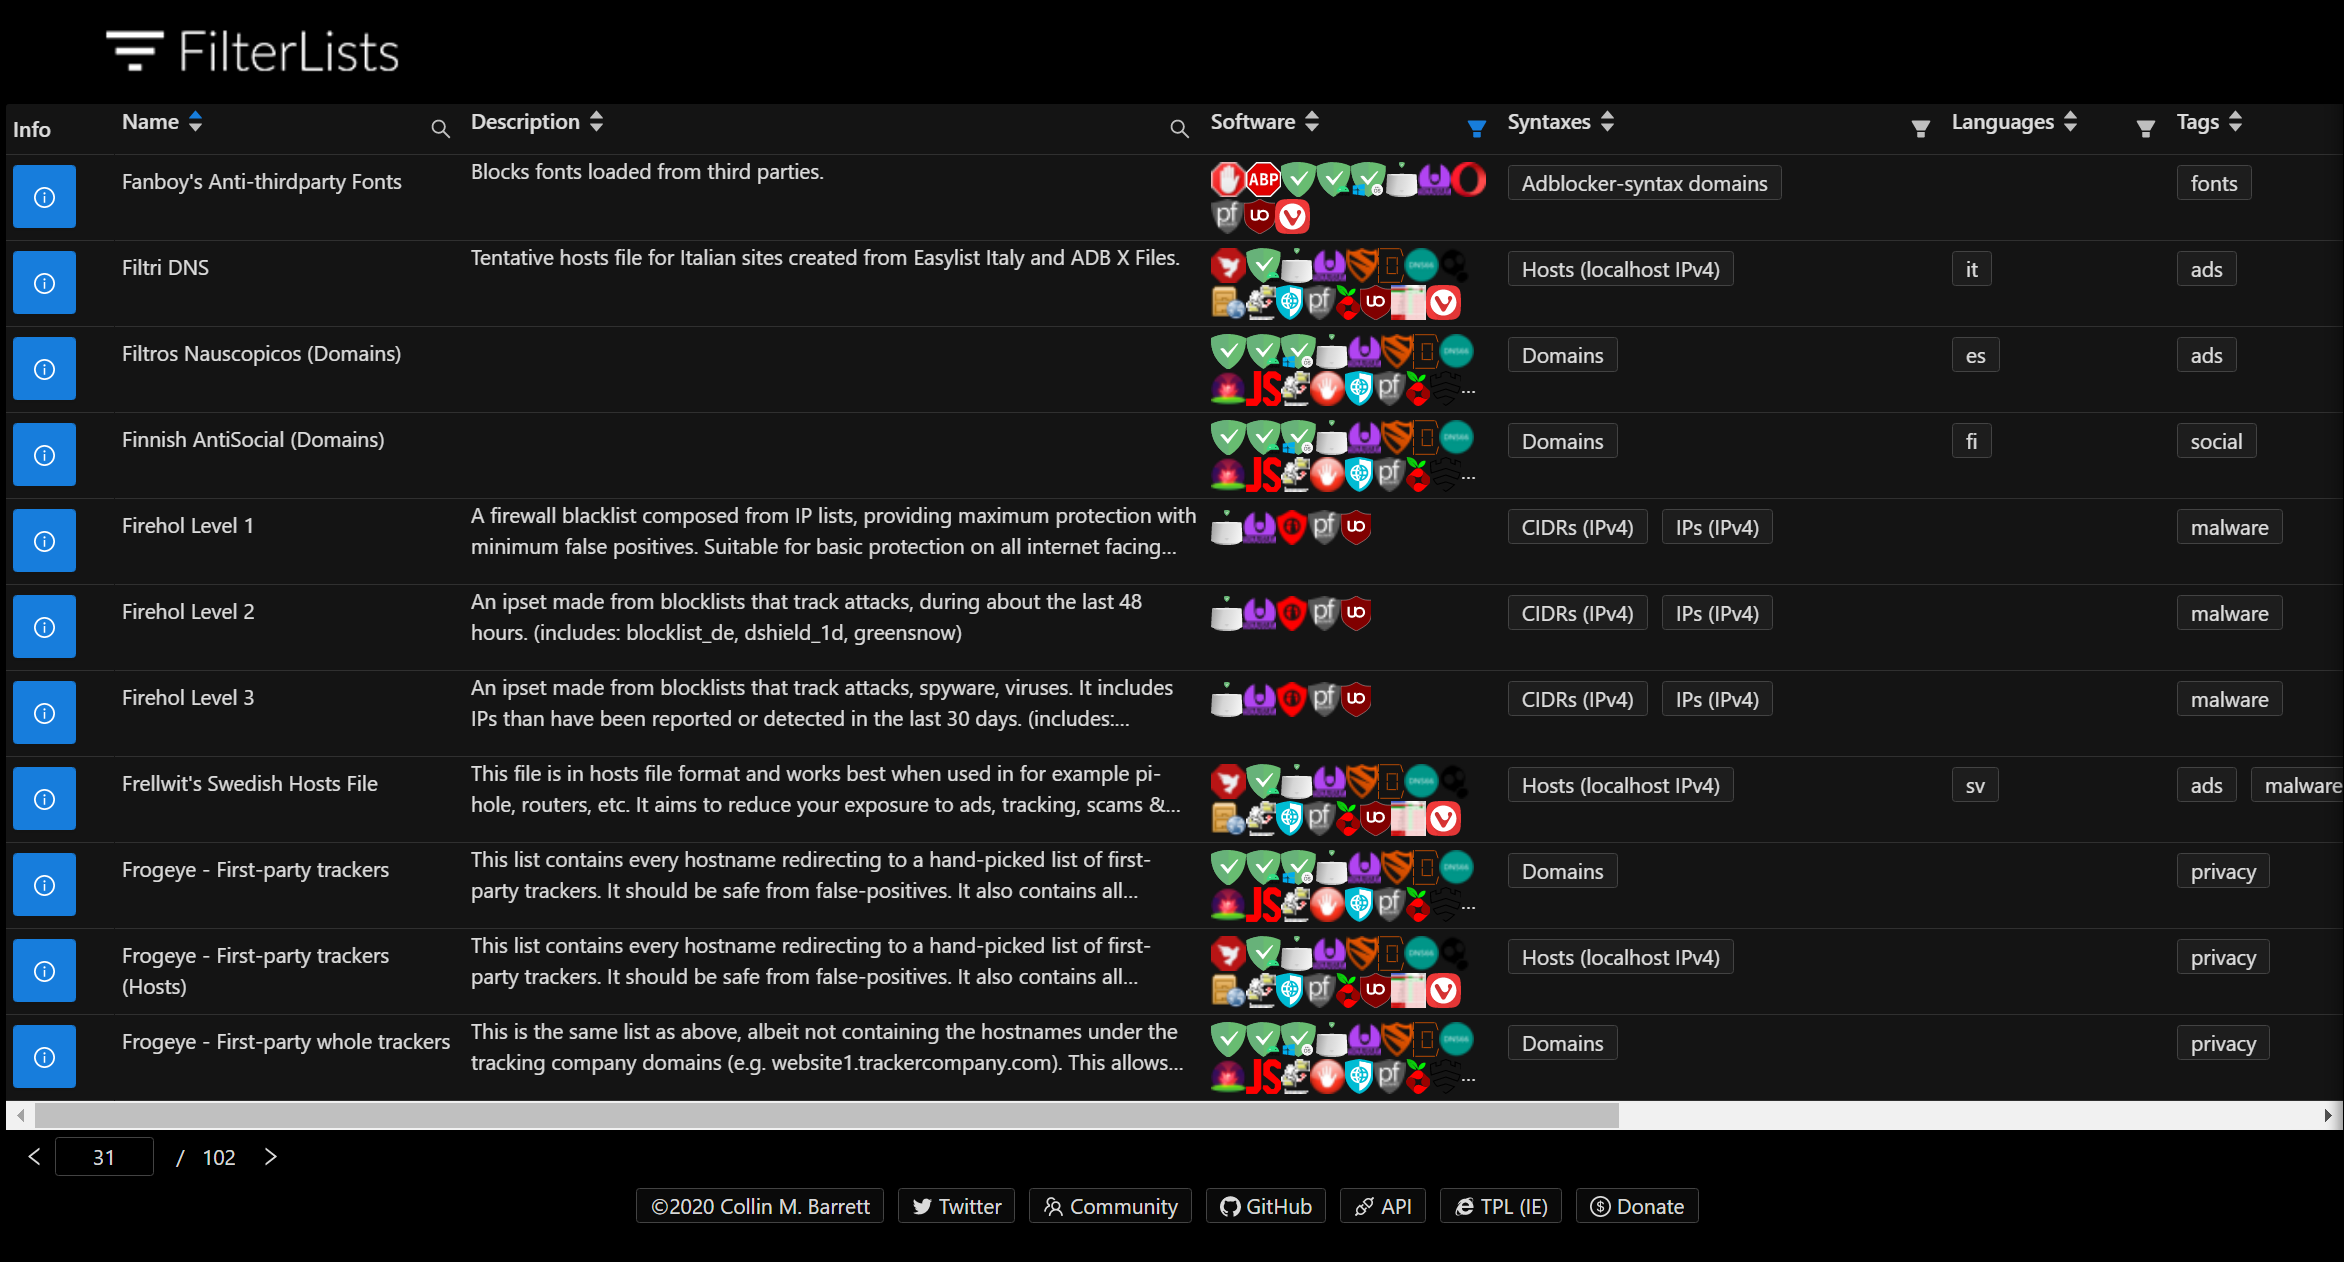 FilterLists
Info Name Description Software Syntaxes Languages Tags
Fanboy's Anti-thirdparty Fonts Blocks fonts loaded from third parties. ABP Adblocker-syntax domains fonts
Filtri DNS Tentative hosts file for Italian sites created from Easylist Italy and ADB X Files. Hosts (localhost IPv4) it ads
Filtros Nauscopicos (Domains) Domains es ads
Finnish AntiSocial (Domains) Domains fi social
Firehol Level 1 A firewall blacklist composed from IP lists, providing maximum protection with CIDRs (IPv4) IPs (IPv4) malware
minimum false positives. Suitable for basic protection on all internet facing...
Firehol Level 2 An ipset made from blocklists that track attacks, during about the last 48 CIDRs (IPv4) IPs (IPv4) malware
hours. (includes: blocklist_de, dshield_1d, greensnow)
Firehol Level 3 An ipset made from blocklists that track attacks, spyware, viruses. It includes CIDRs (IPv4) IPs (IPv4) malware
IPs than have been reported or detected in the last 30 days. (includes:...
Frellwit's Swedish Hosts File This file is in hosts file format and works best when used in for example pi- Hosts (localhost IPv4) sv ads malware
hole, routers, etc. It aims to reduce your exposure to ads, tracking, scams &...
Frogeye - First-party trackers This list contains every hostname redirecting to a hand-picked list of first- Domains privacy
party trackers. It should be safe from false-positives. It also contains all...
Frogeye - First-party trackers This list contains every hostname redirecting to a hand-picked list of first- Hosts (localhost IPv4) privacy
(Hosts) party trackers. It should be safe from false-positives. It also contains all...
Frogeye - First-party whole trackers This is the same list as above, albeit not containing the hostnames under the Domains privacy
tracking company domains (e.g. website1.trackercompany.com). This allows...
31 / 102
©2020 Collin M. Barrett Twitter Community GitHub API TPL (IE) Donate